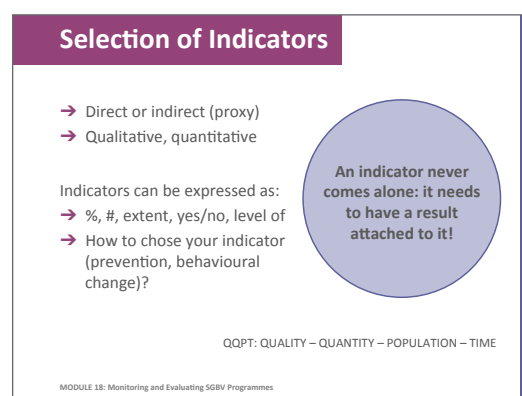 Selection of Indicators
➔ Direct or indirect (proxy)
➔ Qualitative, quantitative
Indicators can be expressed as:
➔ %, #, extent, yes/no, level of
➔ How to chose your indicator
(prevention, behavioural
change)?
An indicator never
comes alone: it needs
to have a result
attached to it!
QQPT: QUALITY – QUANTITY – POPULATION – TIME
MODULE 18: Monitoring and Evaluating SGBV Programmes